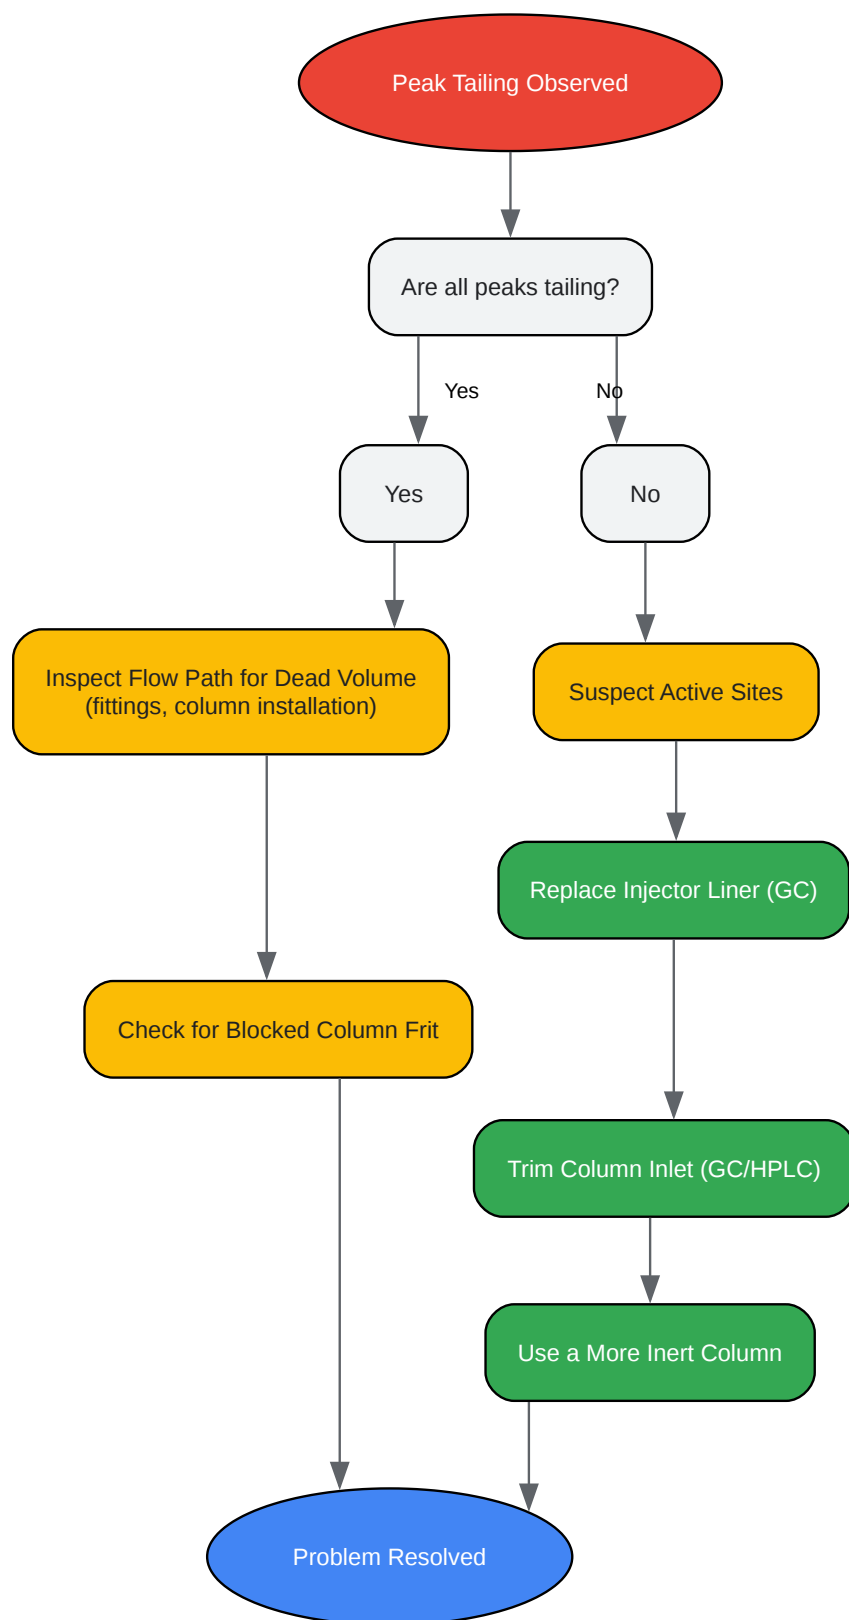 Peak Tailing Observed
Are all peaks tailing?
Yes
No
Yes
No
Inspect Flow Path for Dead Volume
(fittings, column installation)
Suspect Active Sites
Replace Injector Liner (GC)
Check for Blocked Column Frit
Trim Column Inlet (GC/HPLC)
Use a More Inert Column
Problem Resolved